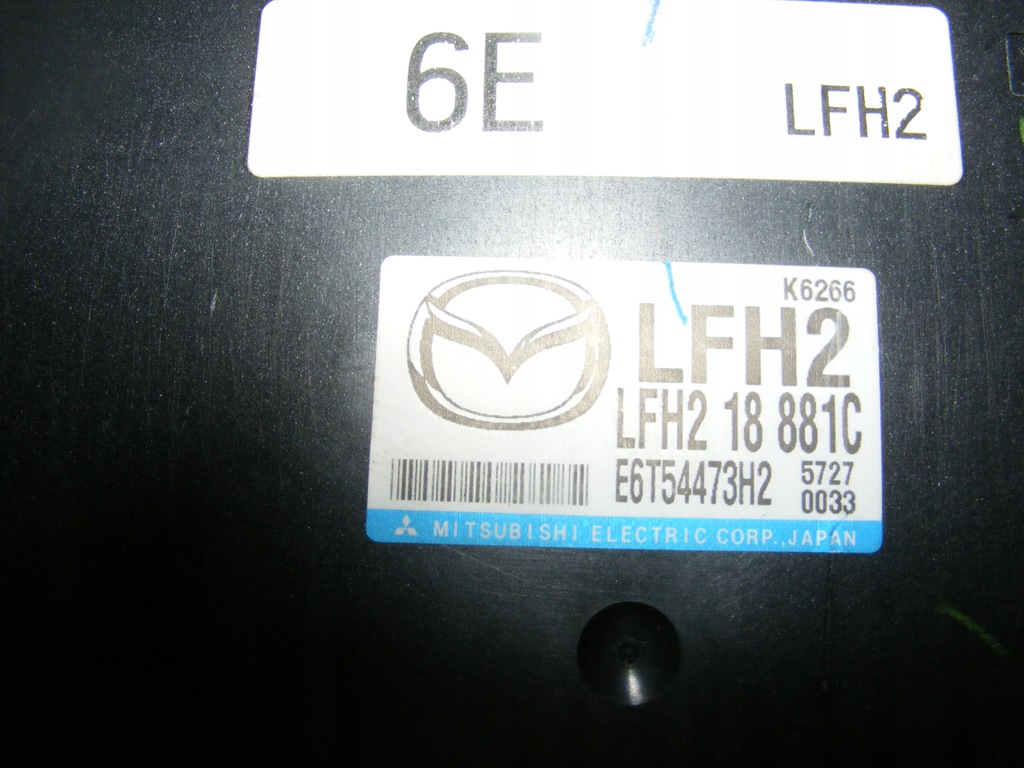 6E
LFH2
K6266
LFH2
LFH2 18 881C
E6T54473H2 5727
0033
MITSUBISHI ELECTRIC CORP., JAPAN